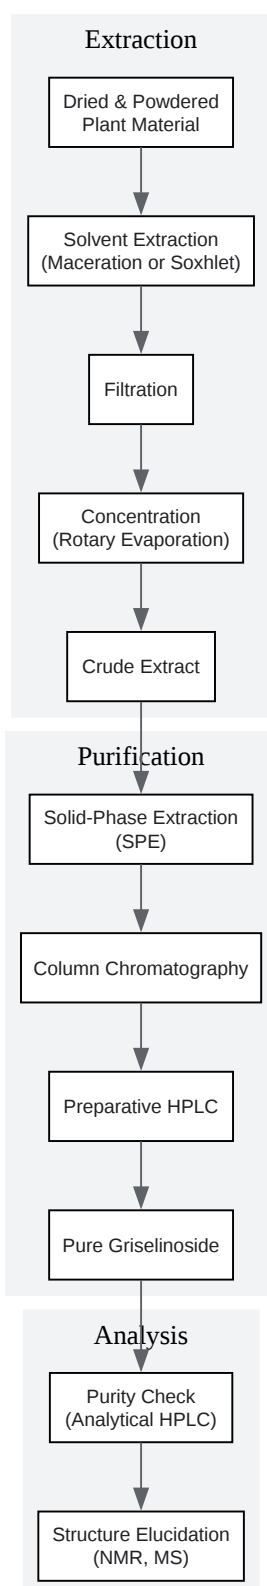 Extraction
Dried & Powdered
Plant Material
Solvent Extraction
(Maceration or Soxhlet)
Filtration
Concentration
(Rotary Evaporation)
Crude Extract
Purification
Solid-Phase Extraction
(SPE)
Column Chromatography
Preparative HPLC
Pure Griselinoside
Analysis
Purity Check
(Analytical HPLC)
Structure Elucidation
(NMR, MS)